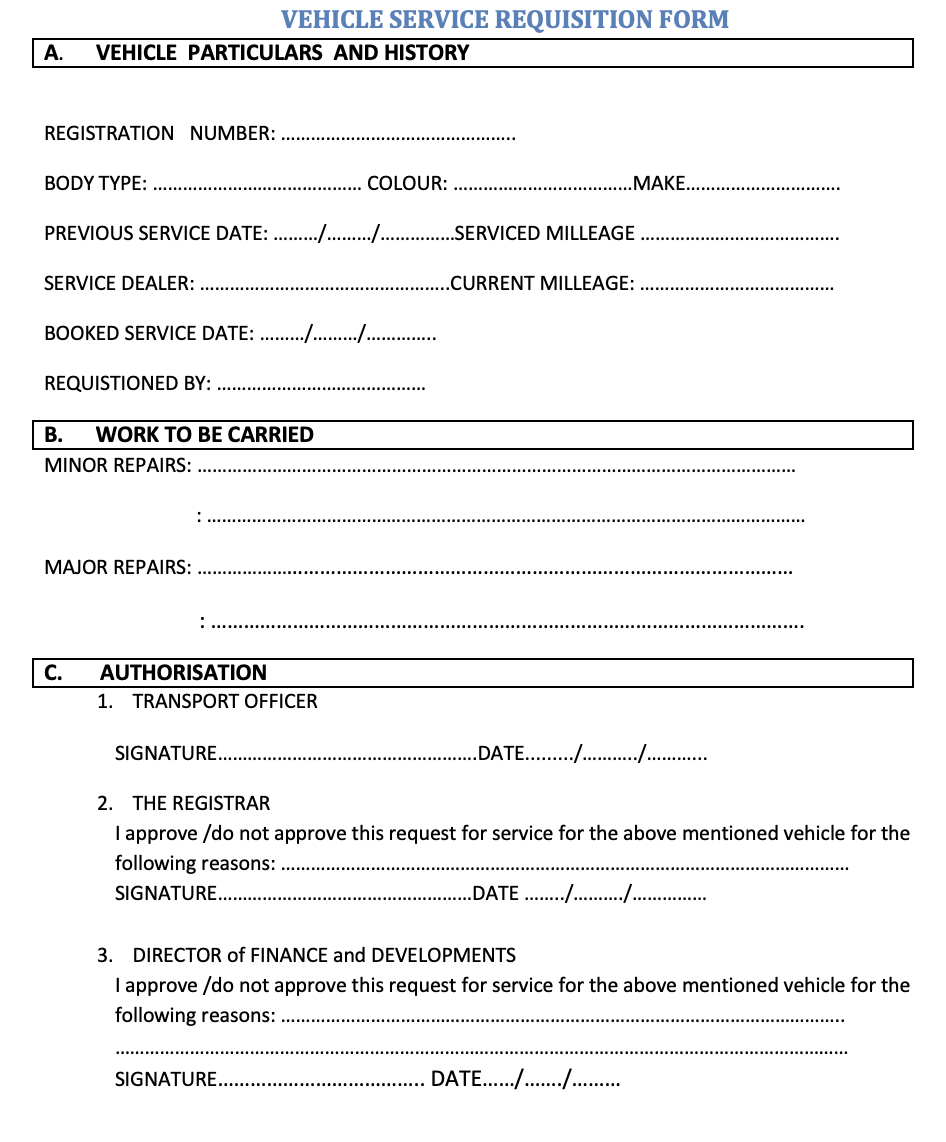 VEHICLE SERVICE REQUISITION FORM
A. VEHICLE PARTICULARS AND HISTORY
REGISTRATION NUMBER: ……………………………………….
BODY TYPE: …………………………………… COLOUR: ………………………………MAKE………………………….
PREVIOUS SERVICE DATE: ………/………/……………SERVICED MILLEAGE ………………………………….
SERVICE DEALER: …………………………………………..CURRENT MILLEAGE: …………………………………
BOOKED SERVICE DATE: ………/………/…………..
REQUISTIONED BY: ……………………………………
B. WORK TO BE CARRIED
MINOR REPAIRS: …………………………………………………………………………………………………………
: …………………………………………………………………………………………………………
MAJOR REPAIRS: …………………………………………………………………………………………………………
: ………………………………………………………………………………………………………….
C. AUTHORISATION
1. TRANSPORT OFFICER
SIGNATURE…………………………………………….DATE........./………../………...
2. THE REGISTRAR
I approve /do not approve this request for service for the above mentioned vehicle for the
following reasons: ……………………………………………………………………………………………………
SIGNATURE……………………………………………DATE ……../………./……………
3. DIRECTOR of FINANCE and DEVELOPMENTS
I approve /do not approve this request for service for the above mentioned vehicle for the
following reasons: …………………………………………………………………………………………………..
…………………………………………………………………………………………………………………………………
SIGNATURE…………………………………... DATE....../......./.........